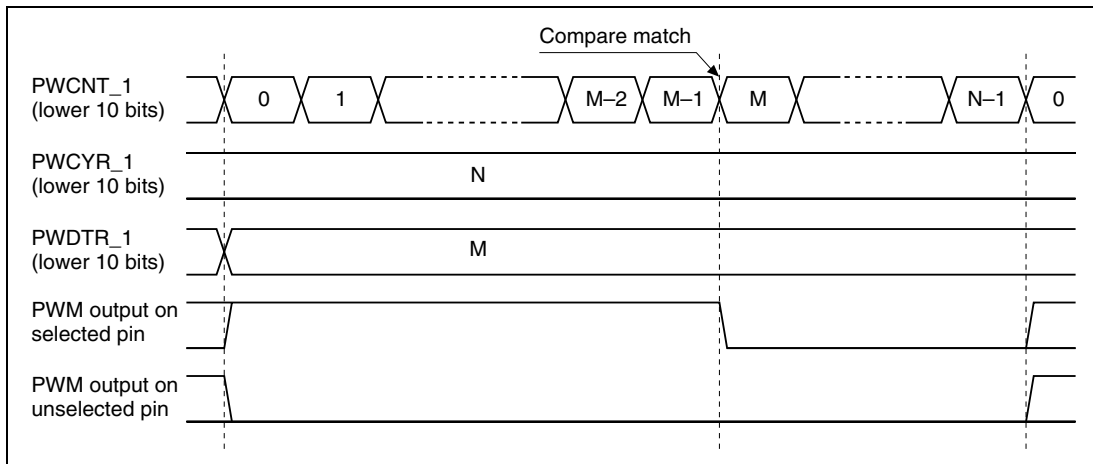 Compare match
PWCNT_1
(lower 10 bits)
0 1 M–2 M–1 M N–1 0
PWCYR_1
(lower 10 bits)
N
PWDTR_1
(lower 10 bits)
M
PWM output on
selected pin
PWM output on
unselected pin